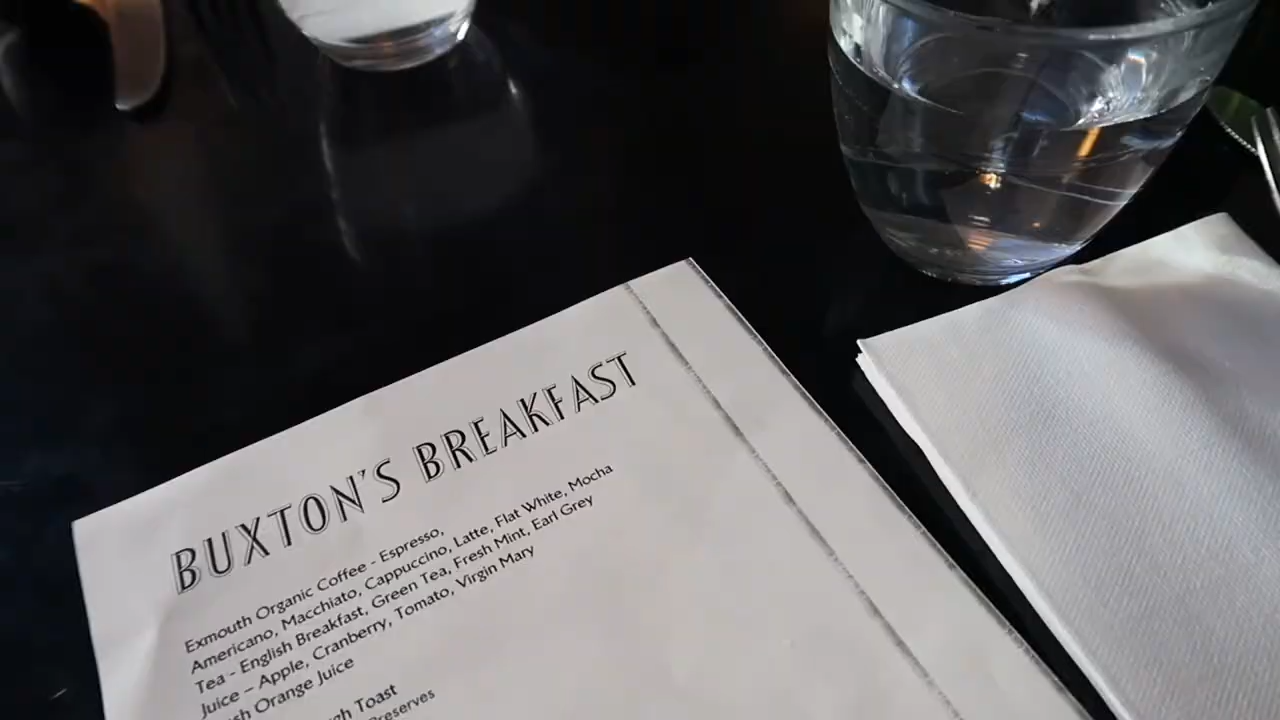 BUXTON'S BREAKFAST
Exmouth Organic Coffee - Espresso,
Americano, Macchiato, Cappuccino, Latte, Flat White, Mocha
Tea - English Breakfast, Green Tea, Fresh Mint, Earl Grey
Juice – Apple, Cranberry, Tomato, Virgin Mary
Orange Juice
Toast
Preserves